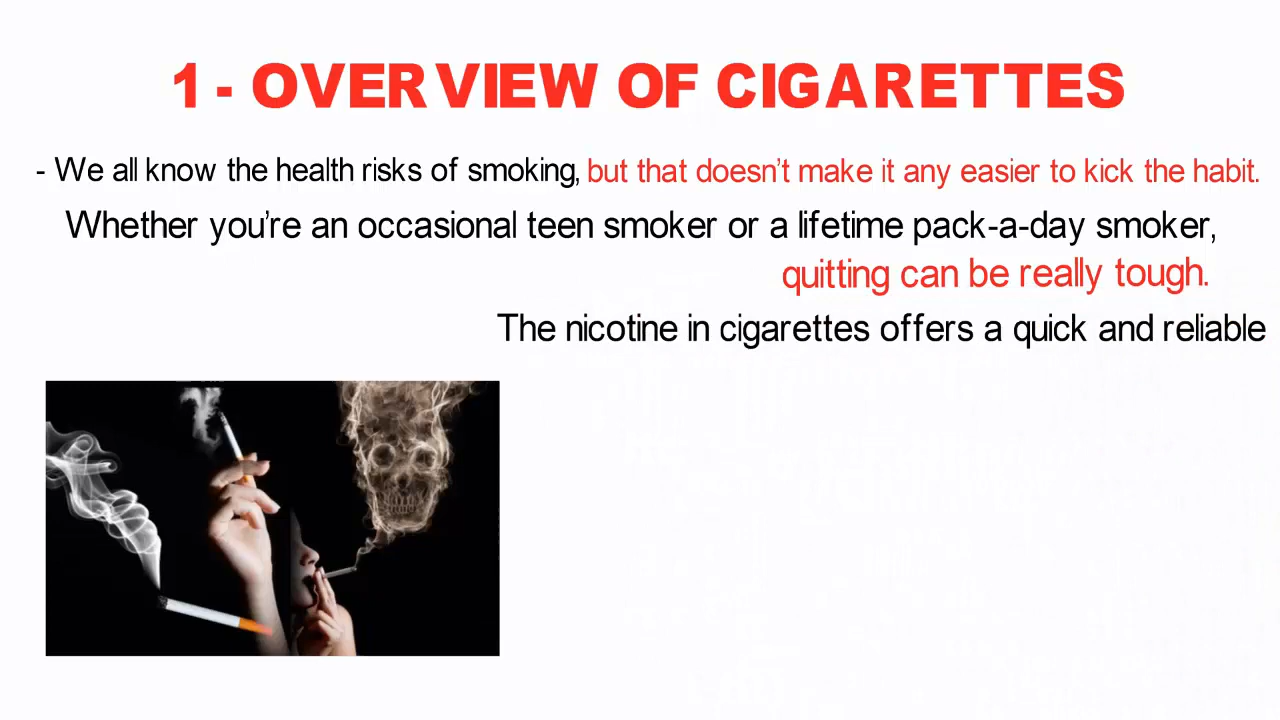 1 - OVERVIEW OF CIGARETTES
- We all know the health risks of smoking, but that doesn't make it any easier to kick the habit.
Whether you're an occasional teen smoker or a lifetime pack-a-day smoker,
quitting can be really tough.
The nicotine in cigarettes offers a quick and reliable